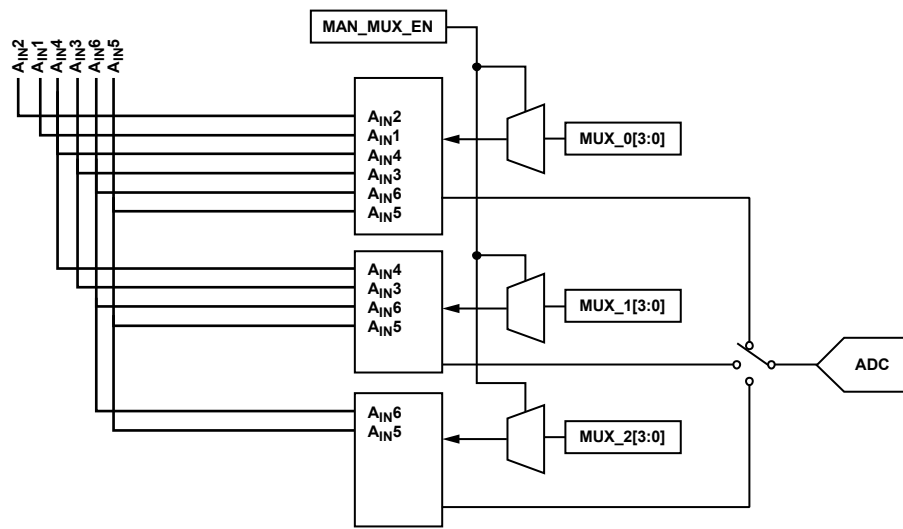 MAN_MUX_EN
AIN2
AIN1
AIN4
AIN3
AIN6
AIN5
AIN2
AIN1
AIN4
AIN3
AIN6
AIN5
MUX_0[3:0]
AIN4
AIN3
AIN6
AIN5
MUX_1[3:0]
ADC
AIN6
AIN5
MUX_2[3:0]